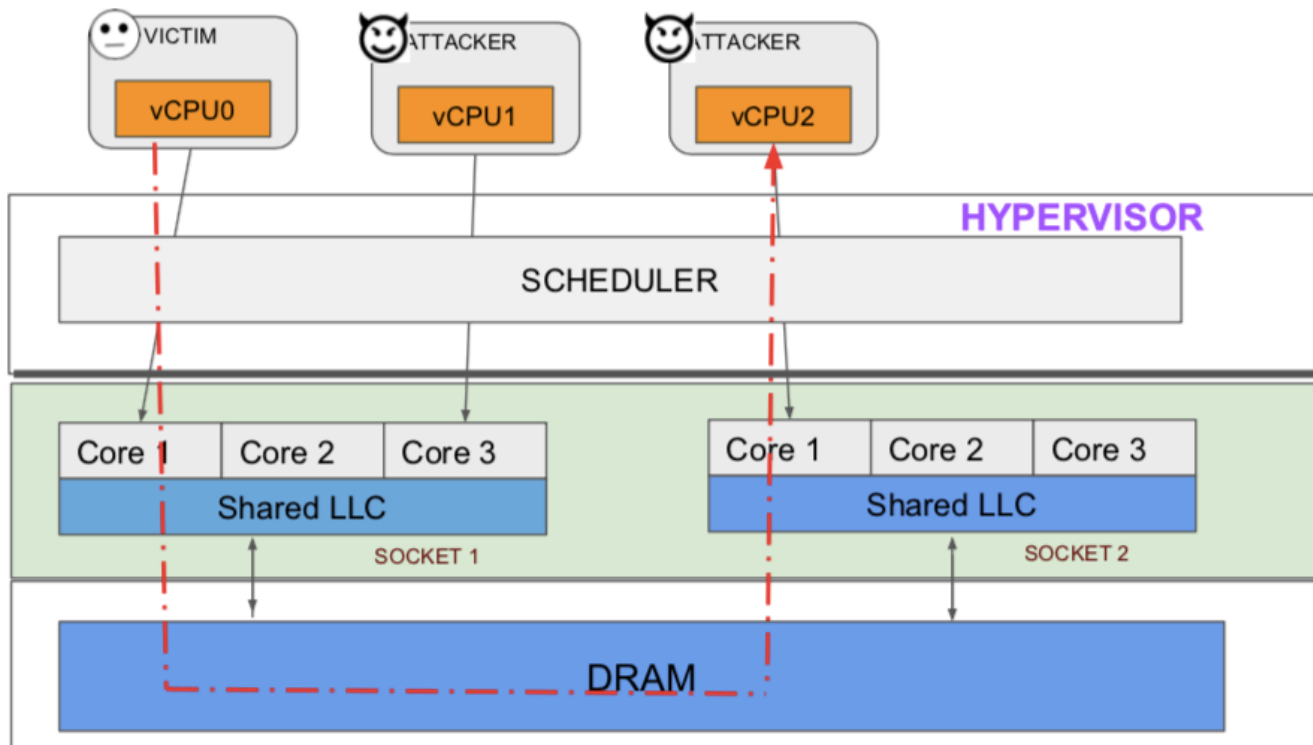 VICTIM
ATTACKER
ATTACKER
vCPU0
vCPU1
vCPU2
HYPERVISOR
SCHEDULER
Core 1
Core 2
Core 3
Core 1
Core 2
Core 3
Shared LLC
Shared LLC
SOCKET 1
SOCKET 2
DRAM